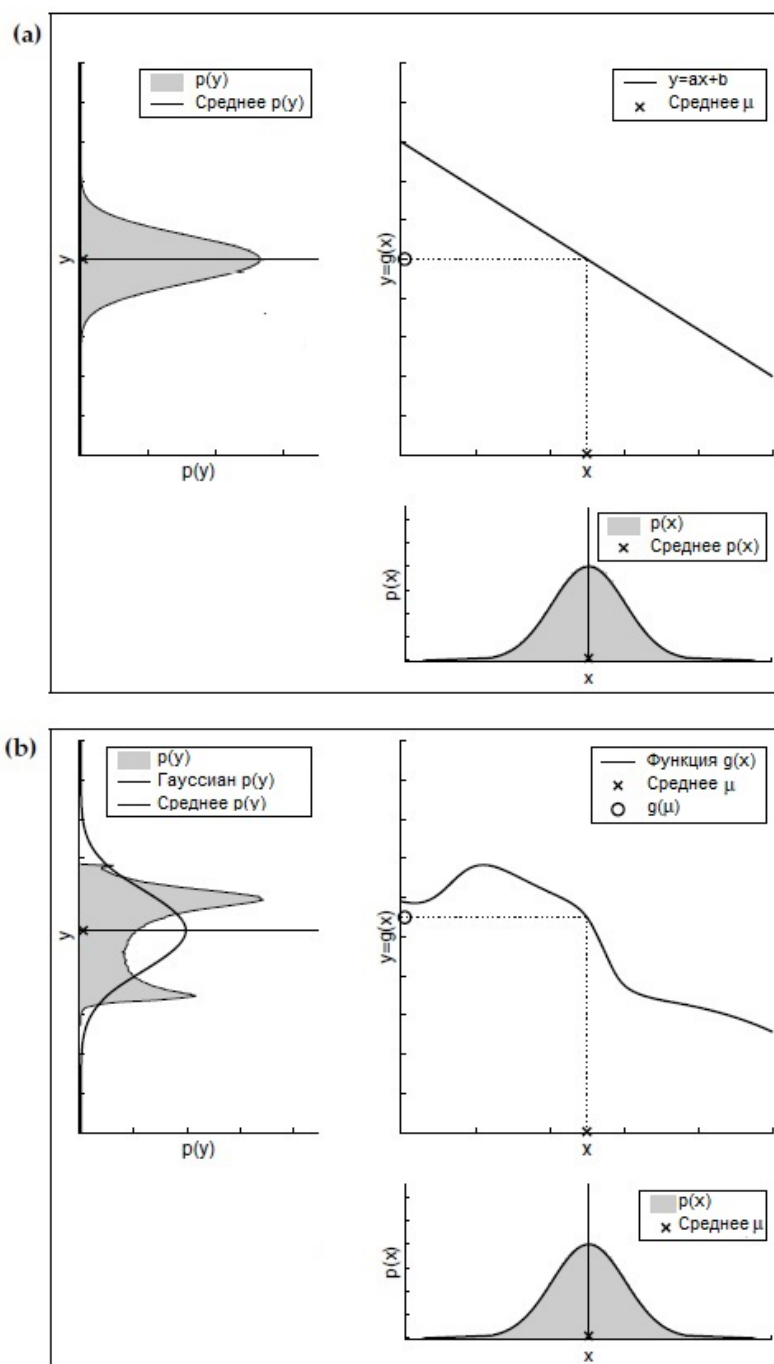 (a)
p(y)
Среднее p(y)
y
p(y)
y=ax+b
Среднее μ
y=g(x)
x
p(x)
Среднее p(x)
p(x)
x
(b)
p(y)
Гауссиан p(y)
Среднее p(y)
y
p(y)
Функция g(x)
Среднее μ
g(μ)
y=g(x)
x
p(x)
Среднее μ
p(x)
x